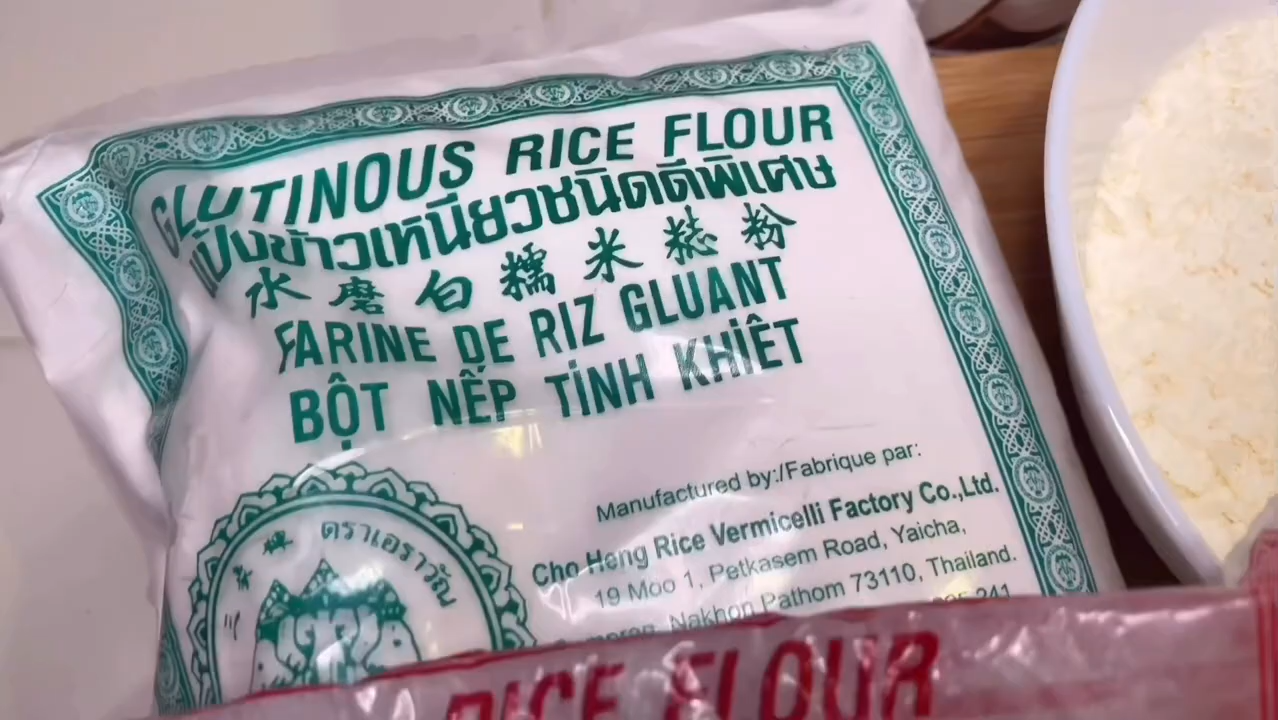 GLUTINOUS RICE FLOUR
แป้งข้าวเหนียวชนิดดีพิเศษ
水磨白糯米粉
FARINE DE RIZ GLUANT
BỘT NẾP TINH KHIẾT
Manufactured by:/Fabrique par:
Cho Heng Rice Vermicelli Factory Co.,Ltd.
19 Moo 1, Petkasem Road, Yaicha,
Nakhon Pathom 73110, Thailand.
241
ตราเอราวัณ
三 牌
RICE FLOUR